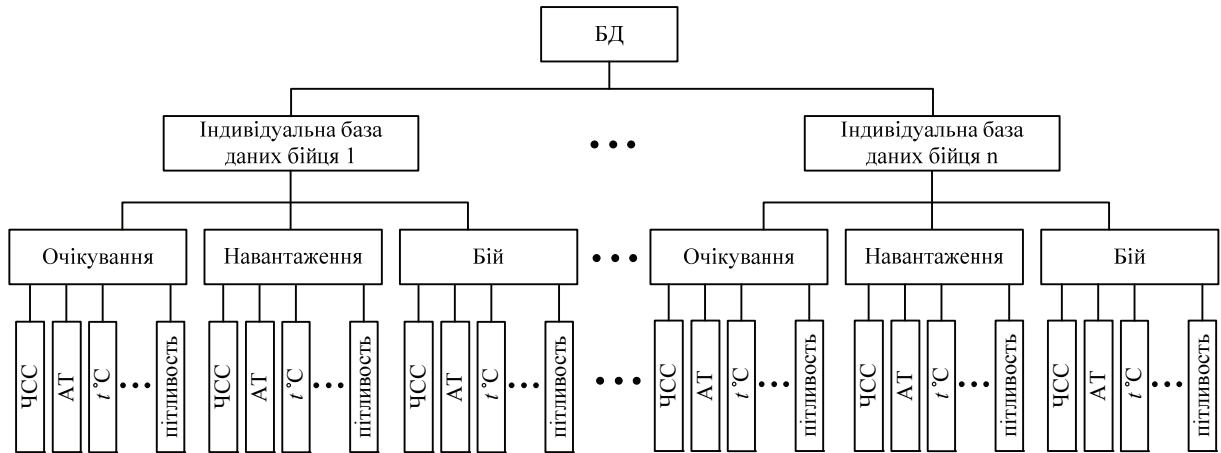 БД
Індивідуальна база
даних бійця 1
• • •
Індивідуальна база
даних бійця n
Очікування
Навантаження
Бій
• • •
Очікування
Навантаження
Бій
ЧСС
АТ
t°C
• • •
пітливость
ЧСС
АТ
t°C
• • •
пітливость
ЧСС
АТ
t°C
• • •
пітливость
• • •
ЧСС
АТ
t°C
• • •
пітливость
ЧСС
АТ
t°C
• • •
пітливость
ЧСС
АТ
t°C
• • •
пітливость